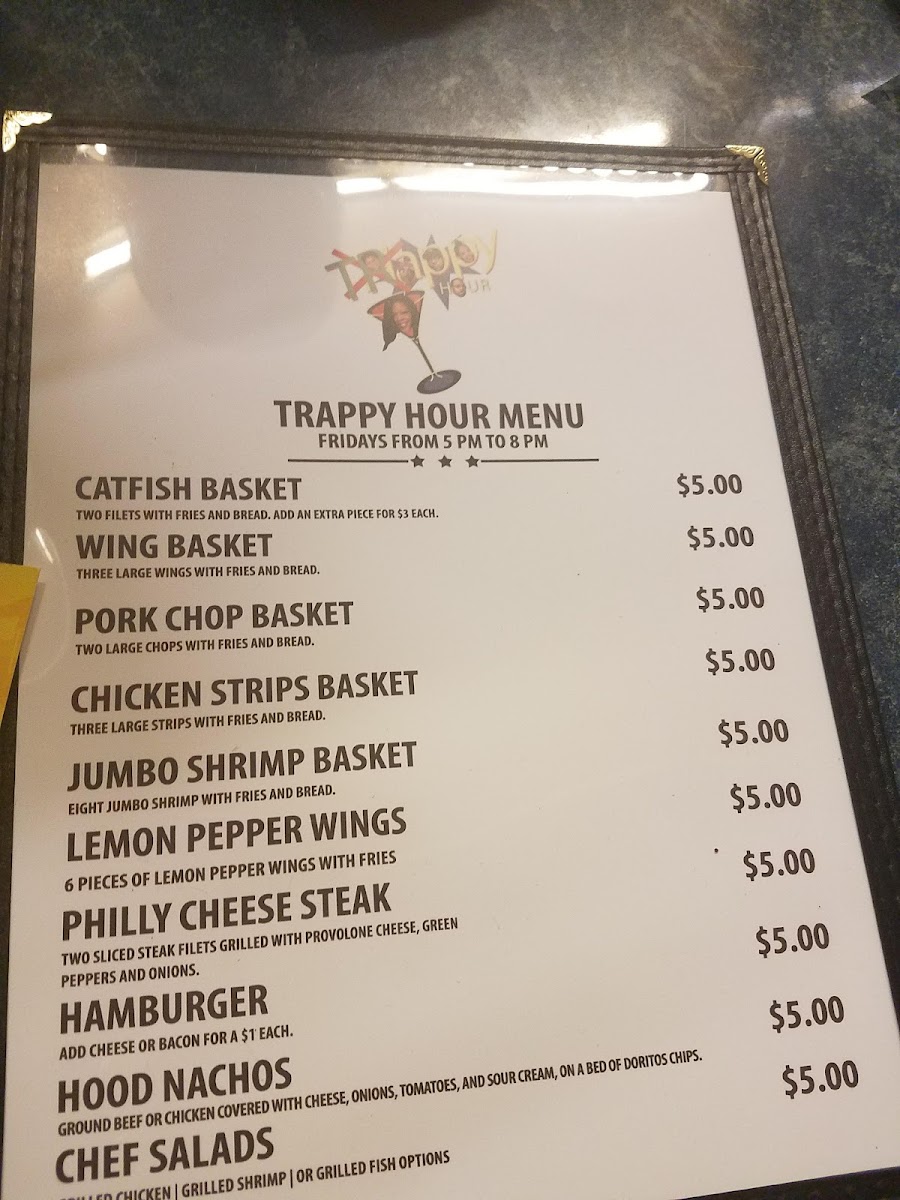 TRappy
HOUR
TRAPPY HOUR MENU
FRIDAYS FROM 5 PM TO 8 PM
CATFISH BASKET $5.00
TWO FILETS WITH FRIES AND BREAD. ADD AN EXTRA PIECE FOR $3 EACH.
WING BASKET $5.00
THREE LARGE WINGS WITH FRIES AND BREAD.
PORK CHOP BASKET $5.00
TWO LARGE CHOPS WITH FRIES AND BREAD.
CHICKEN STRIPS BASKET $5.00
THREE LARGE STRIPS WITH FRIES AND BREAD.
JUMBO SHRIMP BASKET $5.00
EIGHT JUMBO SHRIMP WITH FRIES AND BREAD.
LEMON PEPPER WINGS $5.00
6 PIECES OF LEMON PEPPER WINGS WITH FRIES
PHILLY CHEESE STEAK $5.00
TWO SLICED STEAK FILETS GRILLED WITH PROVOLONE CHEESE, GREEN
PEPPERS AND ONIONS.
HAMBURGER $5.00
ADD CHEESE OR BACON FOR A $1 EACH.
HOOD NACHOS $5.00
GROUND BEEF OR CHICKEN COVERED WITH CHEESE, ONIONS, TOMATOES, AND SOUR CREAM, ON A BED OF DORITOS CHIPS.
CHEF SALADS $5.00
GRILLED CHICKEN | GRILLED SHRIMP | OR GRILLED FISH OPTIONS